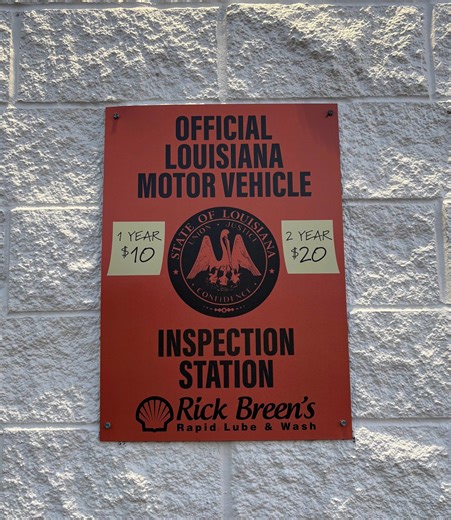 OFFICIAL
LOUISIANA
MOTOR VEHICLE
1 YEAR
$10
STATE OF LOUISIANA
UNION · JUSTICE
CONFIDENCE
2 YEAR
$20
INSPECTION
STATION
Rick Breen's
Rapid Lube & Wash